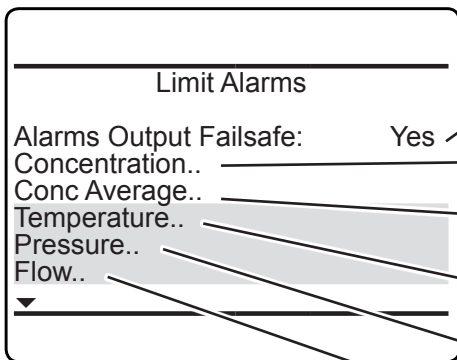 Limit Alarms
Alarms Output Failsafe: Yes
Concentration..
Conc Average..
Temperature..
Pressure..
Flow..